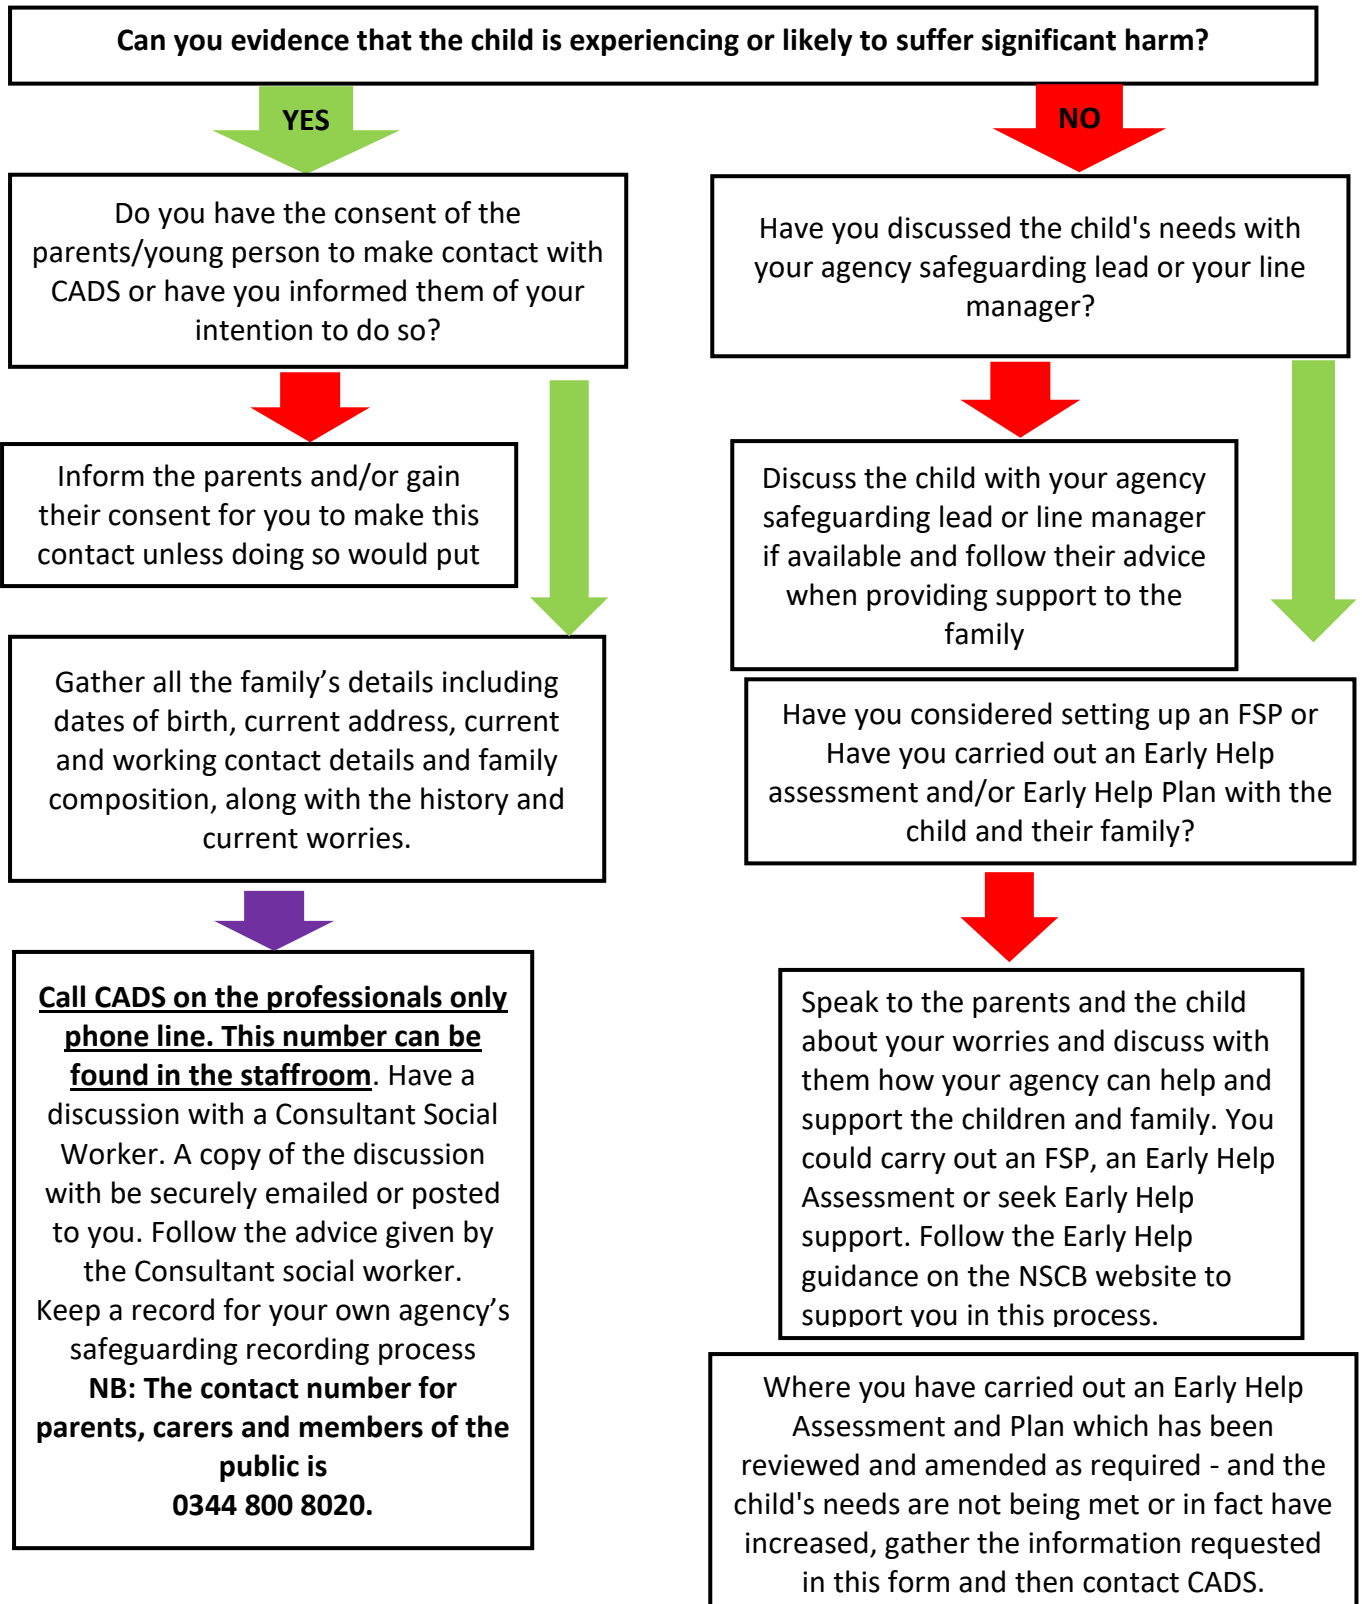 Can you evidence that the child is experiencing or likely to suffer significant harm?
YES
NO
Do you have the consent of the
parents/young person to make contact with
CADS or have you informed them of your
intention to do so?
Have you discussed the child's needs with
your agency safeguarding lead or your line
manager?
Inform the parents and/or gain
their consent for you to make this
contact unless doing so would put
Discuss the child with your agency
safeguarding lead or line manager
if available and follow their advice
when providing support to the
family
Gather all the family’s details including
dates of birth, current address, current
and working contact details and family
composition, along with the history and
current worries.
Have you considered setting up an FSP or
Have you carried out an Early Help
assessment and/or Early Help Plan with the
child and their family?
Call CADS on the professionals only
phone line. This number can be
found in the staffroom. Have a
discussion with a Consultant Social
Worker. A copy of the discussion
with be securely emailed or posted
to you. Follow the advice given by
the Consultant social worker.
Keep a record for your own agency’s
safeguarding recording process
NB: The contact number for
parents, carers and members of the
public is
0344 800 8020.
Speak to the parents and the child
about your worries and discuss with
them how your agency can help and
support the children and family. You
could carry out an FSP, an Early Help
Assessment or seek Early Help
support. Follow the Early Help
guidance on the NSCB website to
support you in this process.
Where you have carried out an Early Help
Assessment and Plan which has been
reviewed and amended as required - and the
child's needs are not being met or in fact have
increased, gather the information requested
in this form and then contact CADS.